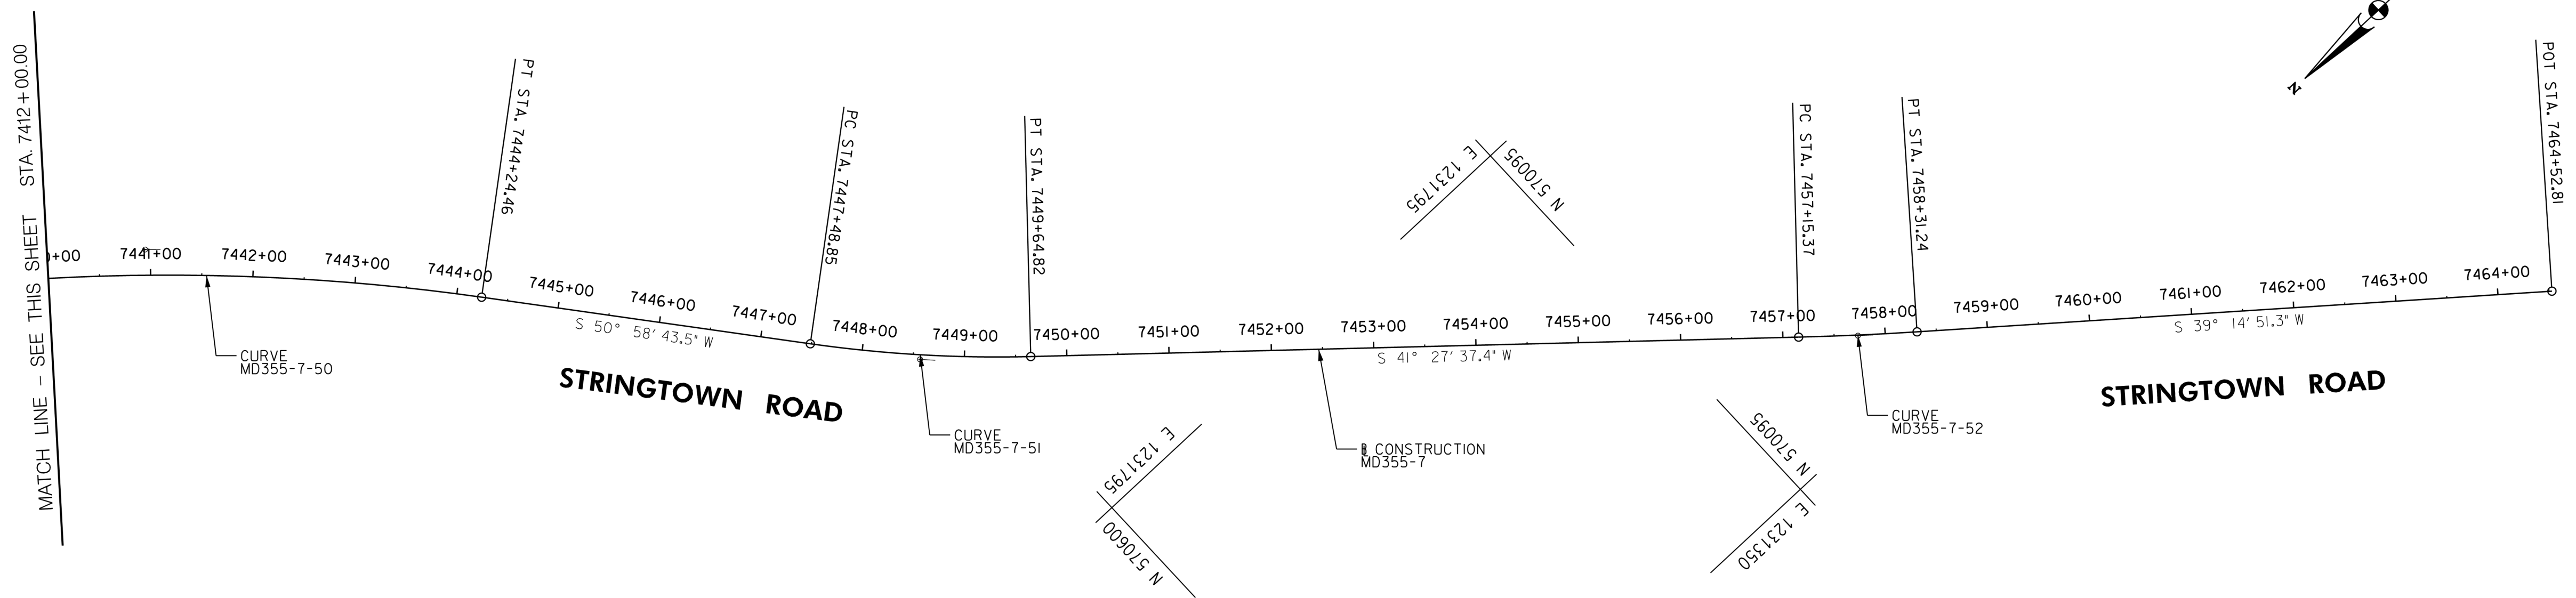 MATCH LINE - SEE THIS SHEET STA. 7412+00.00
+00
7441+00
7442+00
7443+00
7444+00
7445+00
7446+00
7447+00
7448+00
7449+00
7450+00
7451+00
7452+00
7453+00
7454+00
7455+00
7456+00
7457+00
7458+00
7459+00
7460+00
7461+00
7462+00
7463+00
7464+00
PT STA. 7444+24.46
PC STA. 7447+48.85
PT STA. 7449+64.82
PC STA. 7457+15.37
PT STA. 7458+31.24
POT STA. 7464+52.81
S 50° 58' 43.5" W
S 41° 27' 37.4" W
S 39° 14' 51.3" W
CURVE
MD355-7-50
STRINGTOWN ROAD
CURVE
MD355-7-51
CONSTRUCTION
MD355-7
CURVE
MD355-7-52
STRINGTOWN ROAD
E 1231795
N 570095
E 1231795
N 570600
N 570095
E 1231350
N